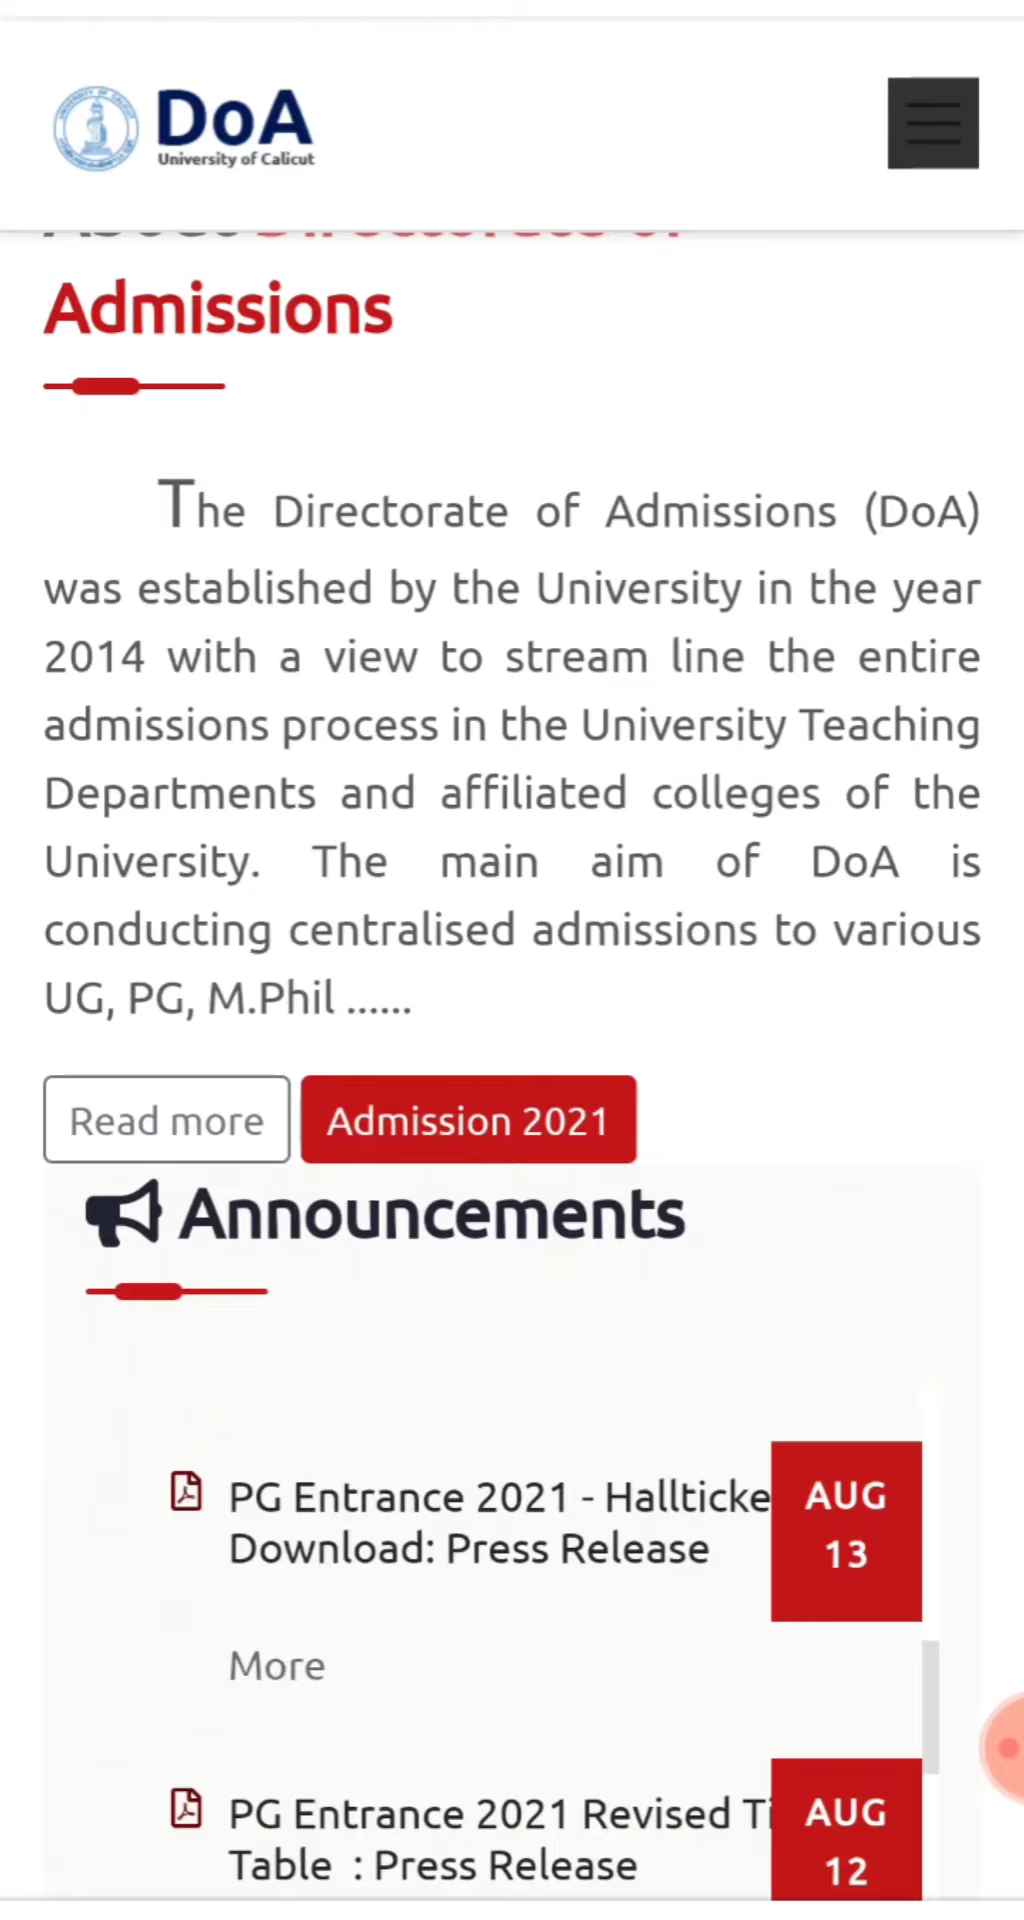 DoA
University of Calicut
Admissions
The Directorate of Admissions (DoA)
was established by the University in the year
2014 with a view to stream line the entire
admissions process in the University Teaching
Departments and affiliated colleges of the
University. The main aim of DoA is
conducting centralised admissions to various
UG, PG, M.Phil ......
Read more Admission 2021
Announcements
PG Entrance 2021 - Hallticke
Download: Press Release
AUG
13
More
PG Entrance 2021 Revised Ti
Table : Press Release
AUG
12